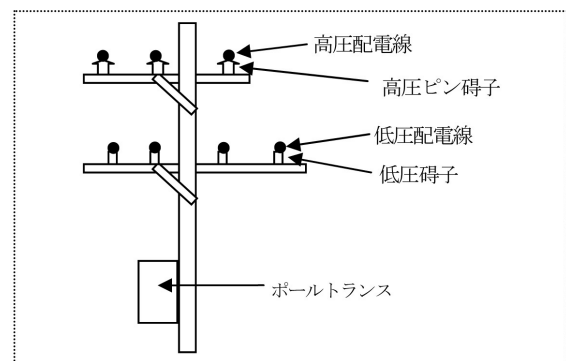 高圧配電線
高圧ピン碍子
低圧配電線
低圧碍子
ポールトランス